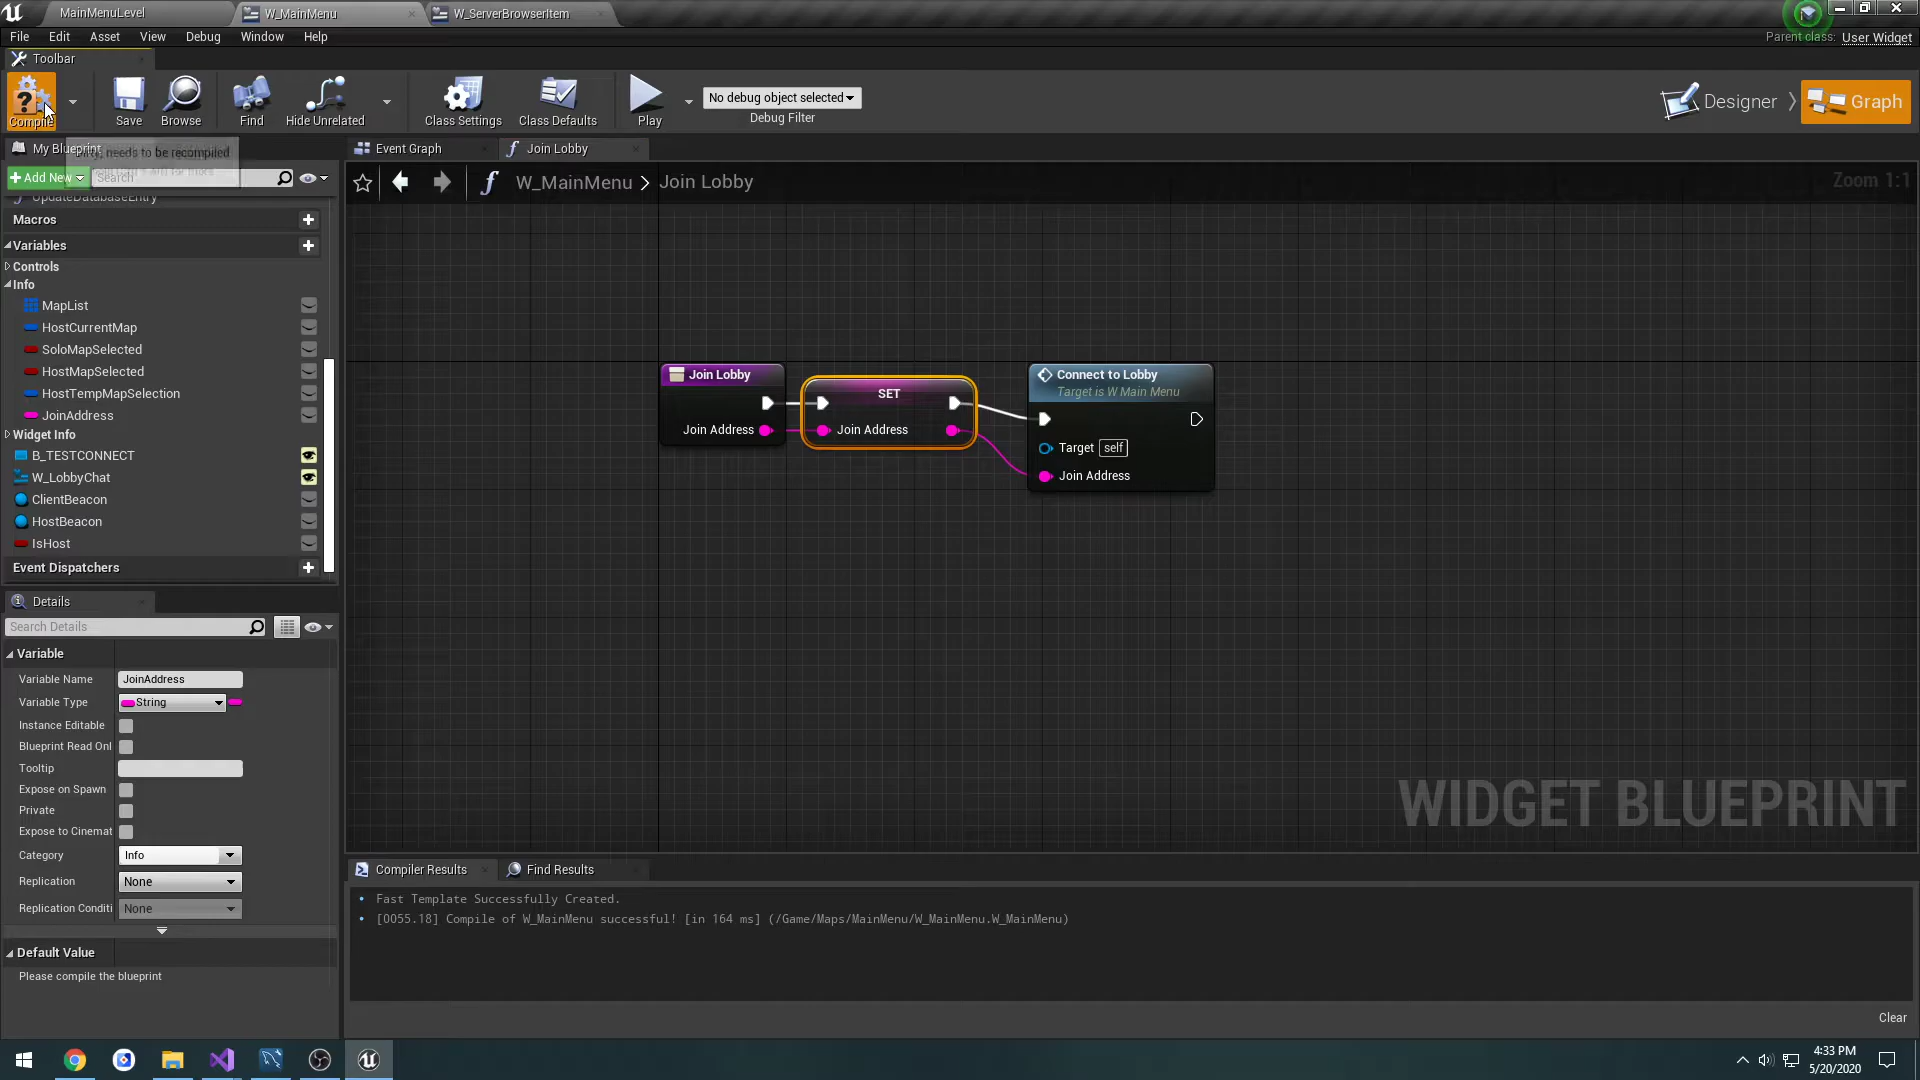 MainMenuLevel
W_MainMenu
W_ServerBrowserItem
File Edit Asset View Debug Window Help
Parent class: User Widget
Toolbar
Compile
Save
Browse
Find
Hide Unrelated
Class Settings
Class Defaults
Play
No debug object selected
Debug Filter
Designer
Graph
My Blueprint
Dirty; needs to be recompiled
Add New
Search
Event Graph
Join Lobby
W_MainMenu > Join Lobby
Zoom 1:1
UpdateDatabaseEntry
Macros
Variables
Controls
Info
MapList
HostCurrentMap
SoloMapSelected
HostMapSelected
HostTempMapSelection
JoinAddress
Widget Info
B_TESTCONNECT
W_LobbyChat
ClientBeacon
HostBeacon
IsHost
Event Dispatchers
Join Lobby
Join Address
SET
Join Address
Connect to Lobby
Target is W Main Menu
Target self
Join Address
WIDGET BLUEPRINT
Details
Search Details
Variable
Variable Name JoinAddress
Variable Type String
Instance Editable
Blueprint Read Onl
Tooltip
Expose on Spawn
Private
Expose to Cinemat
Category Info
Replication None
Replication Conditi None
Default Value
Please compile the blueprint
Compiler Results
Find Results
Fast Template Successfully Created.
[0055.18] Compile of W_MainMenu successful! [in 164 ms] (/Game/Maps/MainMenu/W_MainMenu.W_MainMenu)
Clear
4:33 PM
5/20/2020